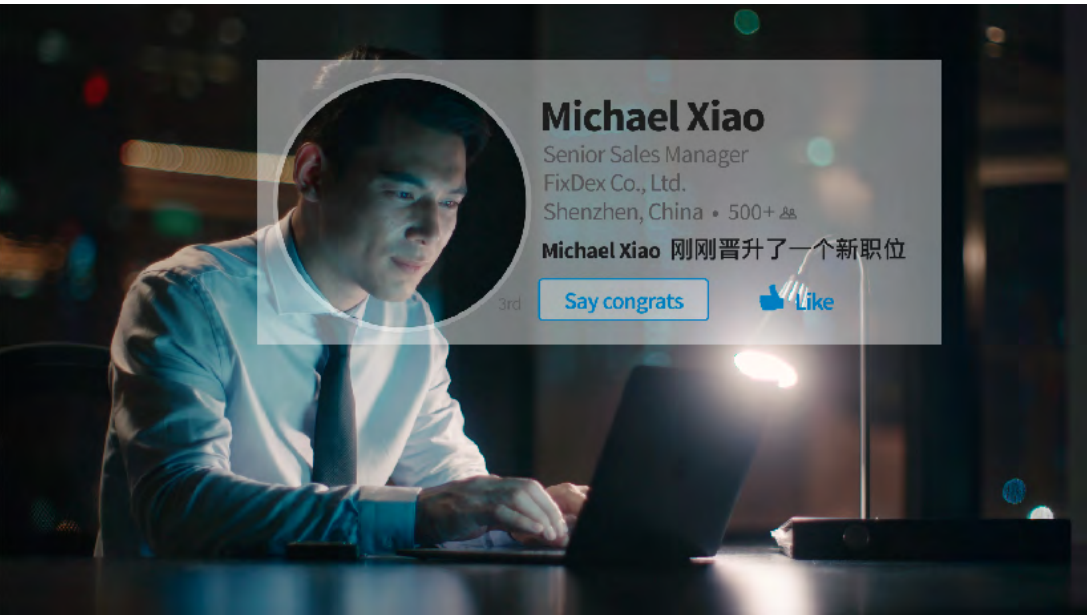 Michael Xiao
Senior Sales Manager
FixDex Co., Ltd.
Shenzhen, China • 500+
Michael Xiao 刚刚晋升了一个新职位
3rd Say congrats Like